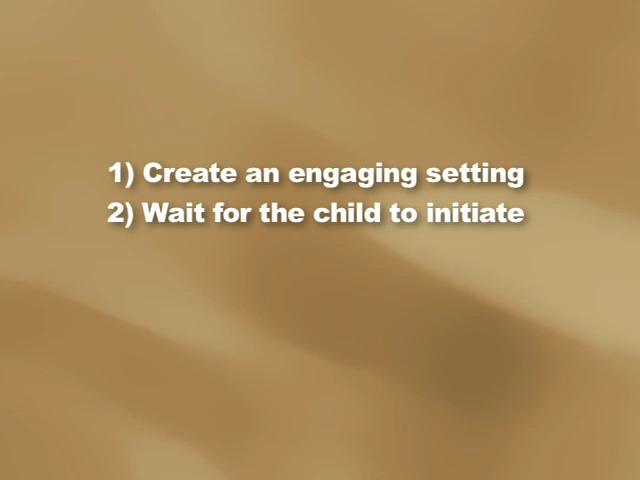 1) Create an engaging setting
2) Wait for the child to initiate